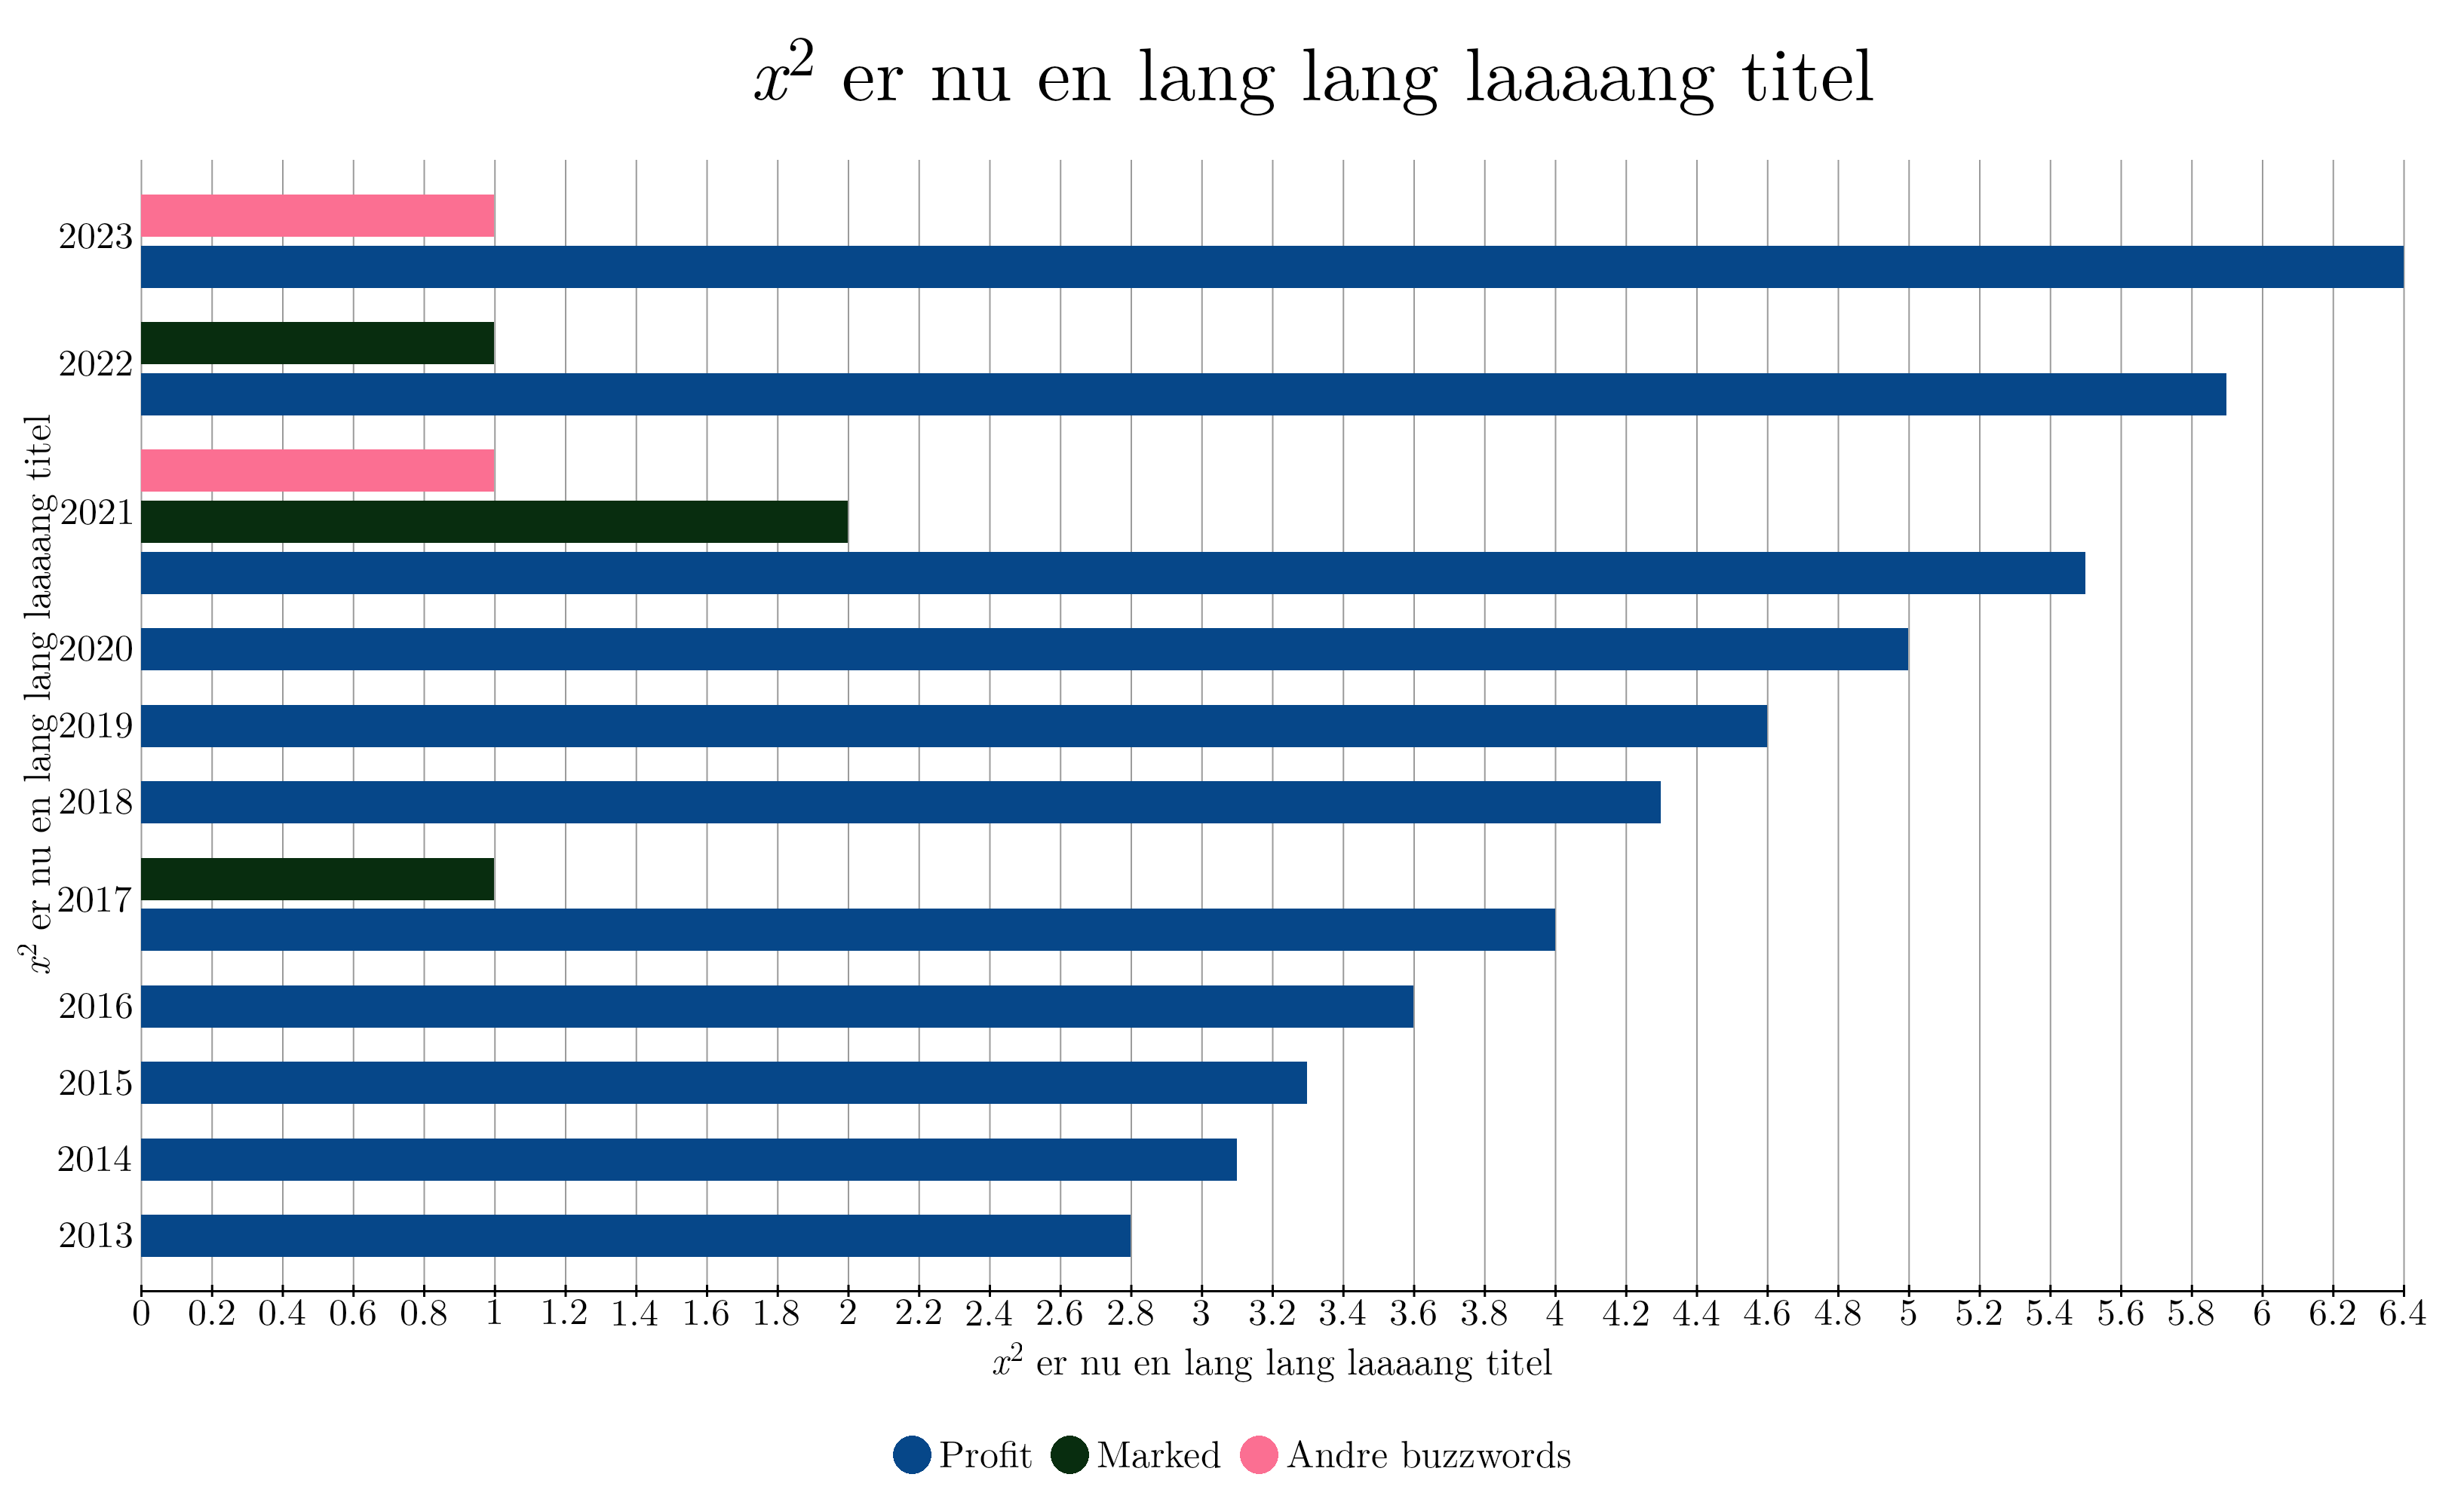 x² er nu en lang lang laaaang titel
x² er nu en lang lang laaaang titel
2023
2022
2021
2020
2019
2018
2017
2016
2015
2014
2013
0 0.2 0.4 0.6 0.8 1 1.2 1.4 1.6 1.8 2 2.2 2.4 2.6 2.8 3 3.2 3.4 3.6 3.8 4 4.2 4.4 4.6 4.8 5 5.2 5.4 5.6 5.8 6 6.2 6.4
x² er nu en lang lang laaaang titel
Profit Marked Andre buzzwords